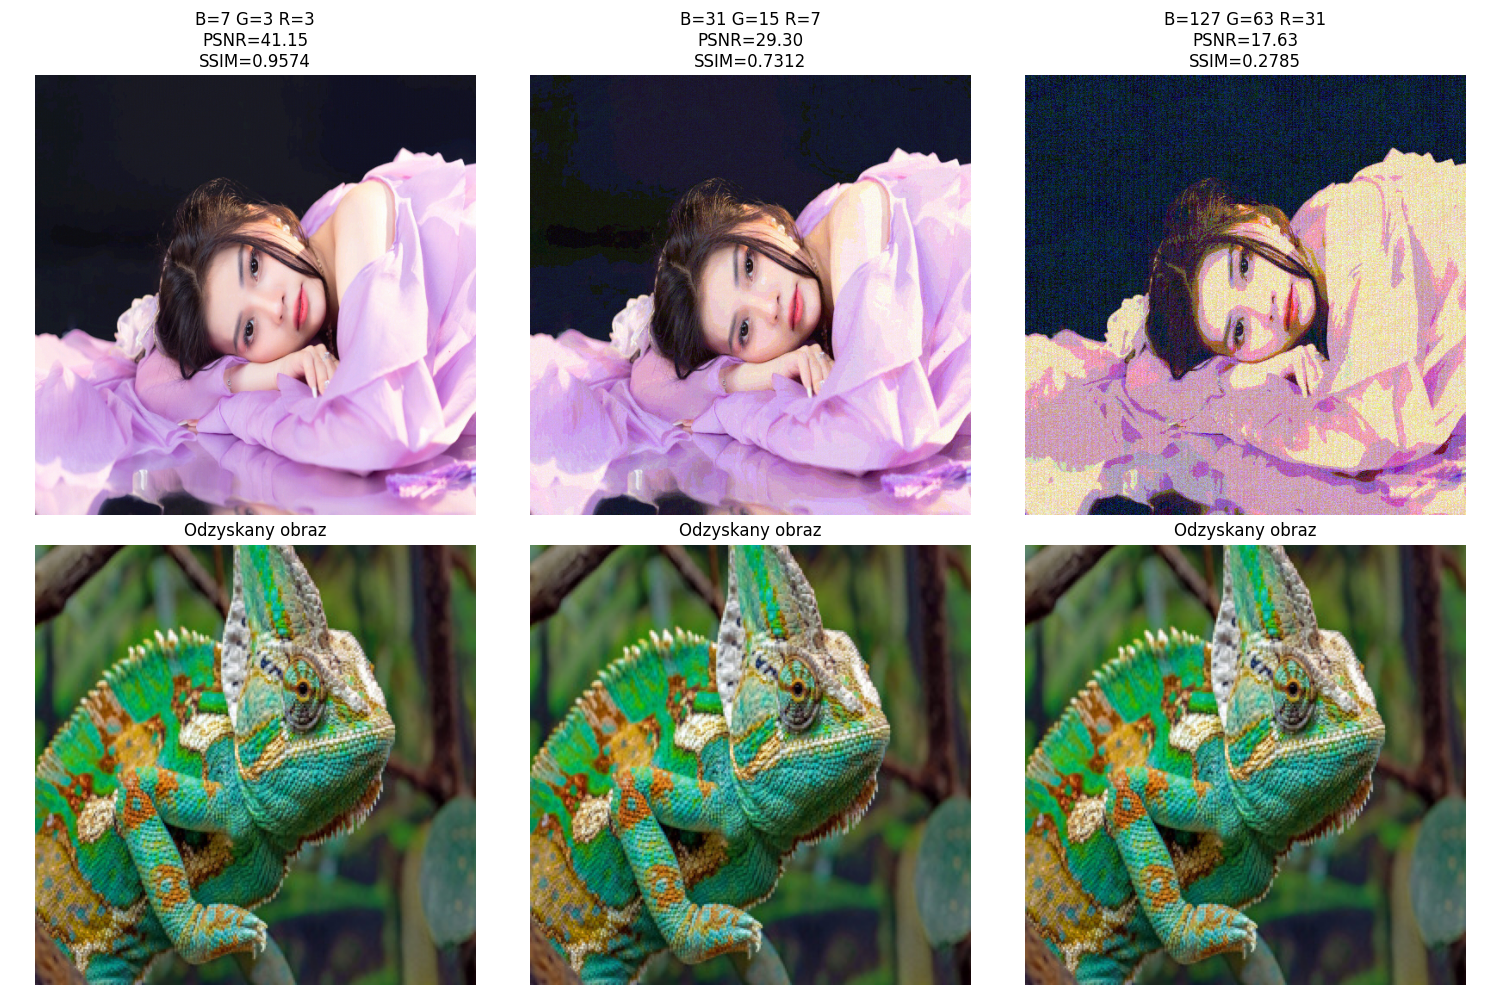 B=7 G=3 R=3
PSNR=41.15
SSIM=0.9574
B=31 G=15 R=7
PSNR=29.30
SSIM=0.7312
B=127 G=63 R=31
PSNR=17.63
SSIM=0.2785
Odzyskany obraz
Odzyskany obraz
Odzyskany obraz